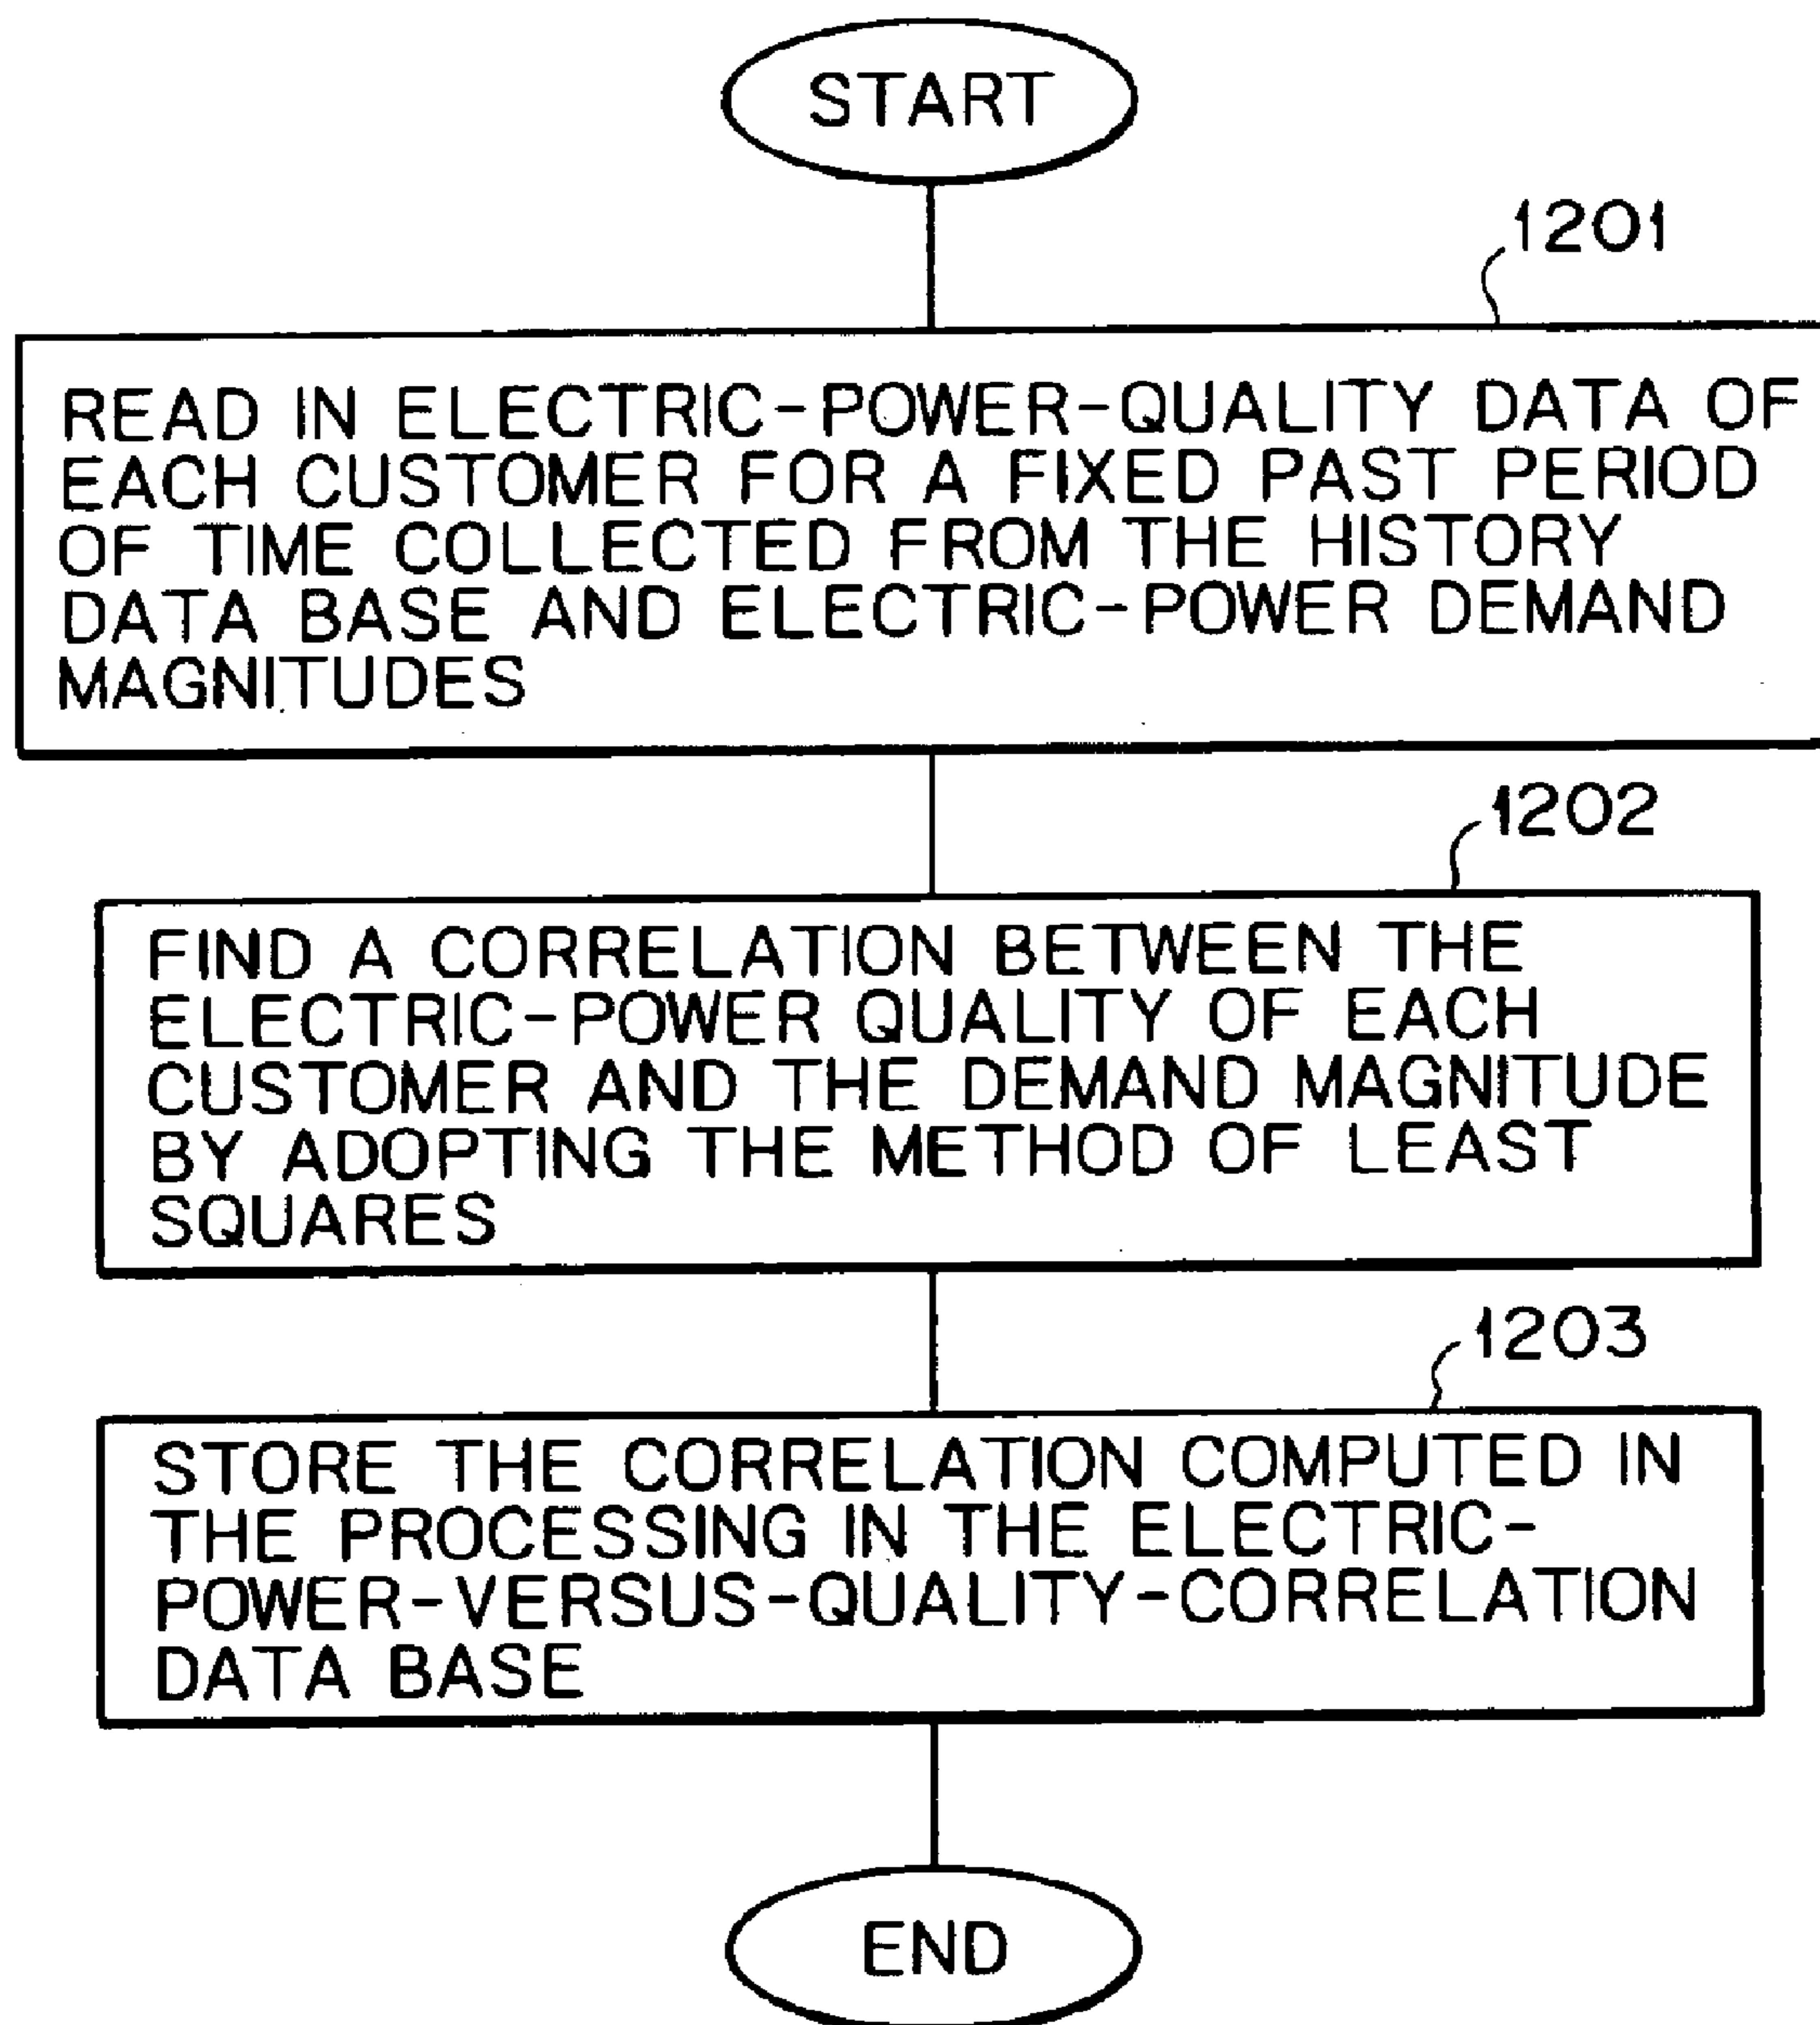 START
1201
READ IN ELECTRIC-POWER-QUALITY DATA OF
EACH CUSTOMER FOR A FIXED PAST PERIOD
OF TIME COLLECTED FROM THE HISTORY
DATA BASE AND ELECTRIC-POWER DEMAND
MAGNITUDES
1202
FIND A CORRELATION BETWEEN THE
ELECTRIC-POWER QUALITY OF EACH
CUSTOMER AND THE DEMAND MAGNITUDE
BY ADOPTING THE METHOD OF LEAST
SQUARES
1203
STORE THE CORRELATION COMPUTED IN
THE PROCESSING IN THE ELECTRIC-
POWER-VERSUS-QUALITY-CORRELATION
DATA BASE
END